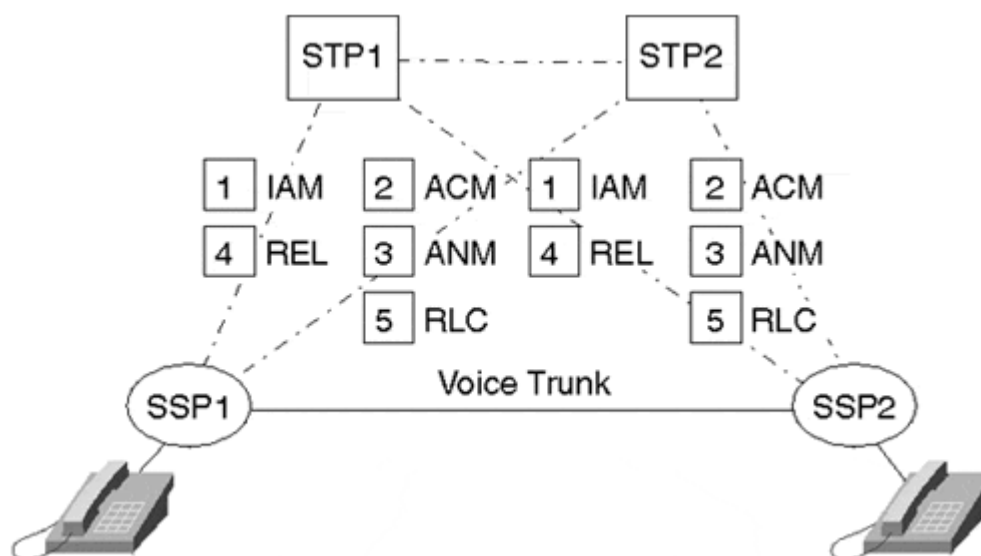 STP1 STP2
1 IAM 2 ACM 1 IAM 2 ACM
4 REL 3 ANM 4 REL 3 ANM
5 RLC 5 RLC
Voice Trunk
SSP1 SSP2